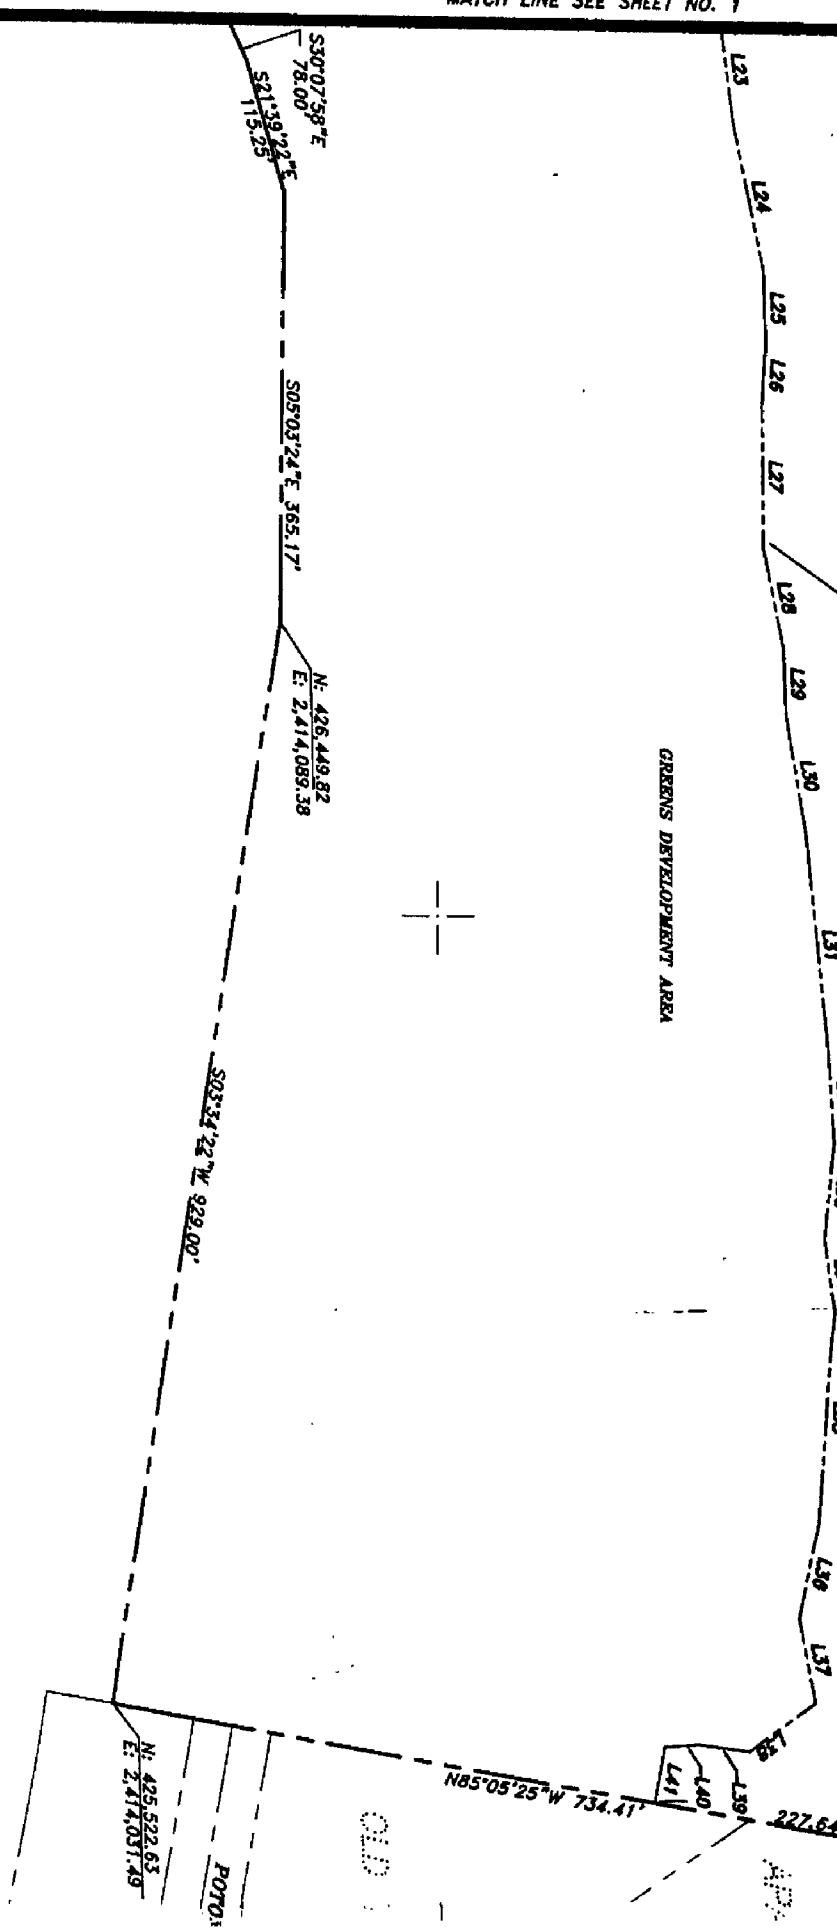 MATCH LINE SEE SHEET NO. 1
S30°07'58"E
78.00'
S21°39'22"E
115.25'
L23
L24
L25
L26
L27
S05°03'24"E 365.17'
L28
L29
L30
N: 426,449.82
E: 2,414,089.38
GREENS DEVELOPMENT AREA
L31
S03°34'22"W 929.00'
L36
L37
L38
L39
L40
L41
N85°05'25"W 734.41'
227.64
N: 425,522.63
E: 2,414,031.49
OLD